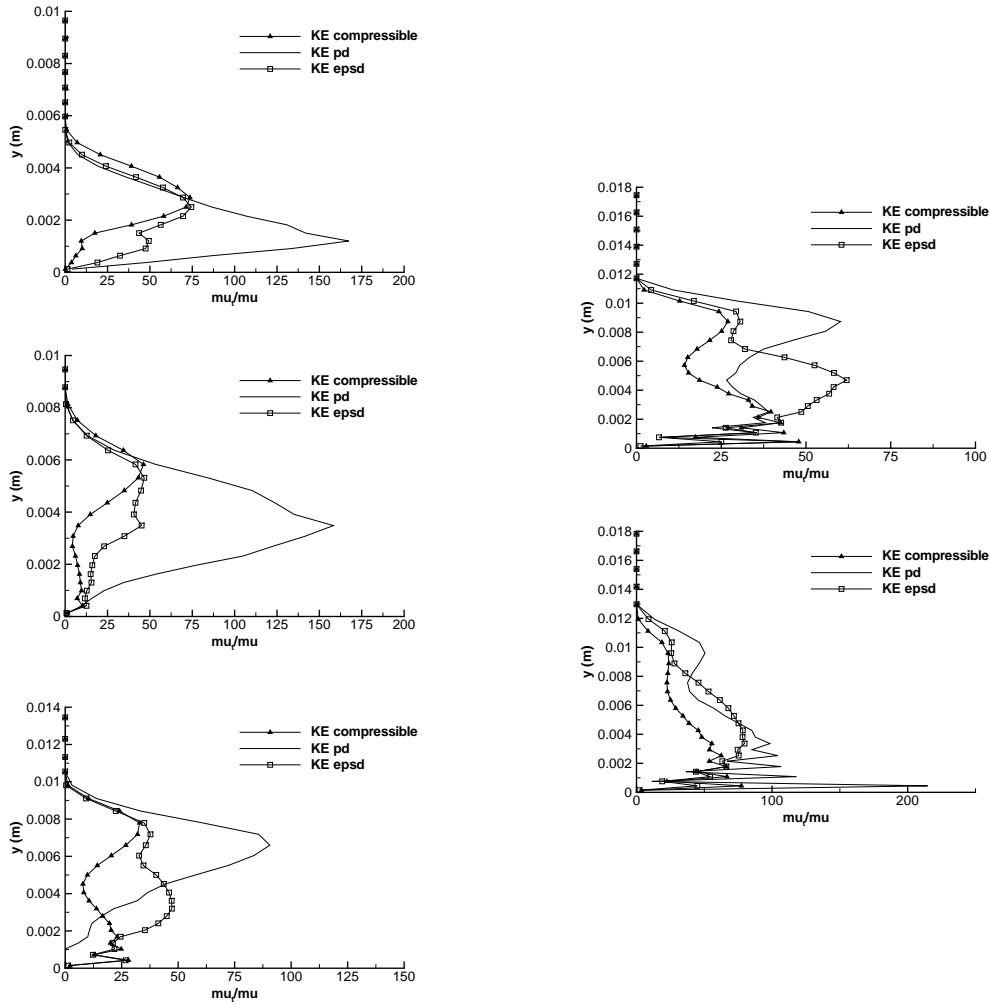 0.01
0.008
0.006
0.004
0.002
0
y (m)
0 25 50 75 100 125 150 175 200
mu_t/mu
KE compressible
KE pd
KE epsd
0.01
0.008
0.006
0.004
0.002
0
y (m)
0 25 50 75 100 125 150 175 200
mu_t/mu
KE compressible
KE pd
KE epsd
0.014
0.012
0.01
0.008
0.006
0.004
0.002
0
y (m)
0 25 50 75 100 125 150
mu_t/mu
KE compressible
KE pd
KE epsd
0.018
0.016
0.014
0.012
0.01
0.008
0.006
0.004
0.002
0
y (m)
0 25 50 75 100
mu_t/mu
KE compressible
KE pd
KE epsd
0.018
0.016
0.014
0.012
0.01
0.008
0.006
0.004
0.002
0
y (m)
0 50 100 150 200
mu_t/mu
KE compressible
KE pd
KE epsd